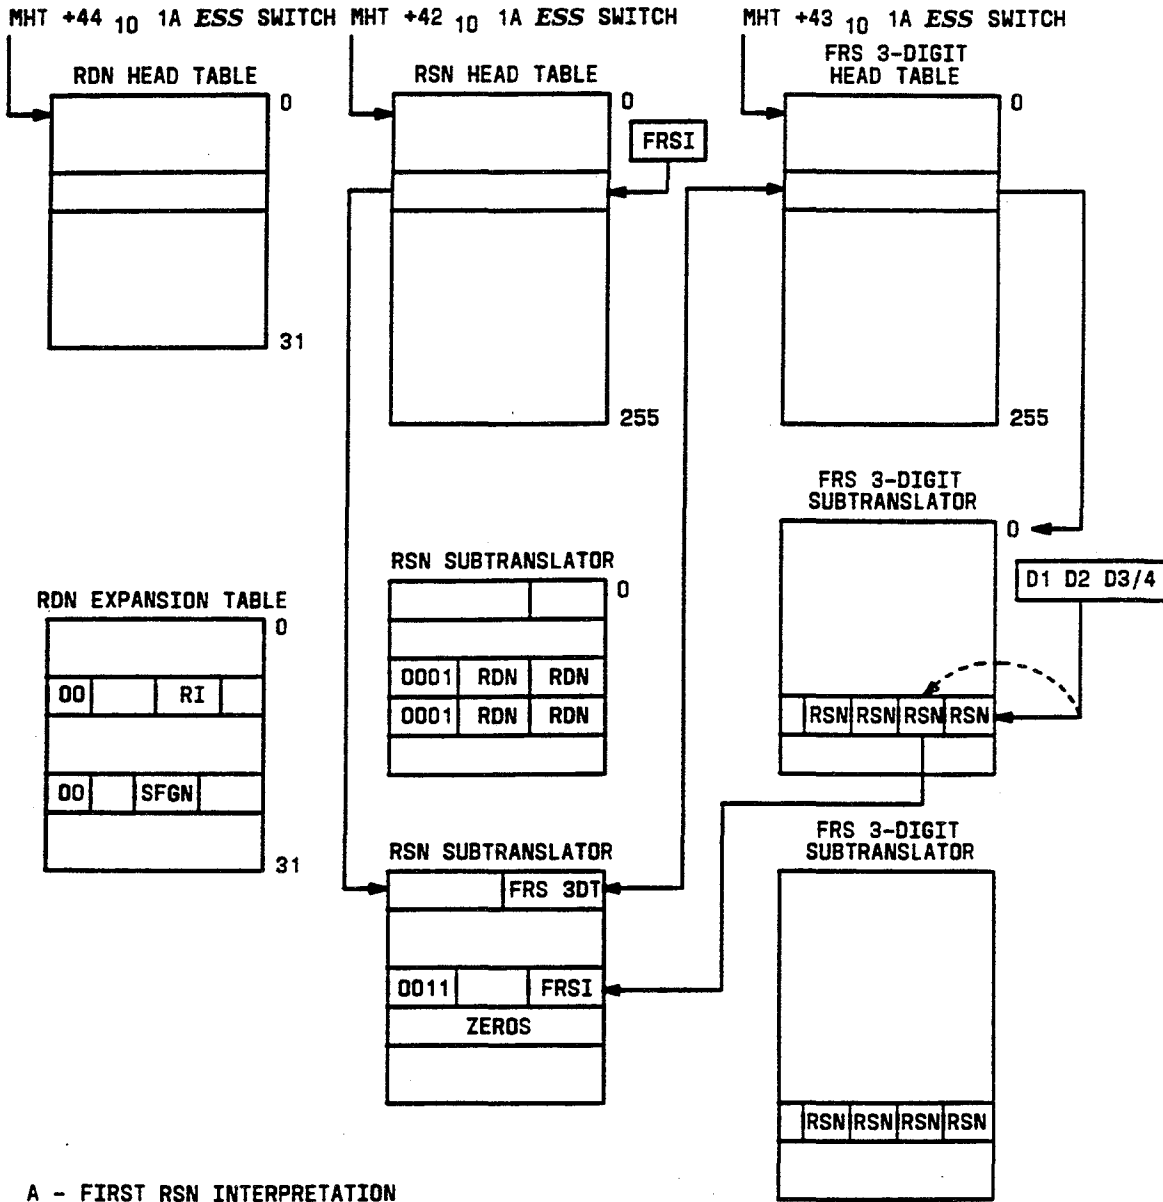 MHT +44 10 1A ESS SWITCH
MHT +42 10 1A ESS SWITCH
MHT +43 10 1A ESS SWITCH
RDN HEAD TABLE
0
31
RSN HEAD TABLE
0
FRSI
255
FRS 3-DIGIT
HEAD TABLE
0
255
FRS 3-DIGIT
SUBTRANSLATOR
0
D1 D2 D3/4
RSN RSN RSN RSN
RSN SUBTRANSLATOR
0
0001 RDN RDN
0001 RDN RDN
RDN EXPANSION TABLE
0
00 RI
00 SFGN
31
RSN SUBTRANSLATOR
FRS 3DT
0011 FRSI
ZEROS
FRS 3-DIGIT
SUBTRANSLATOR
RSN RSN RSN RSN
A - FIRST RSN INTERPRETATION